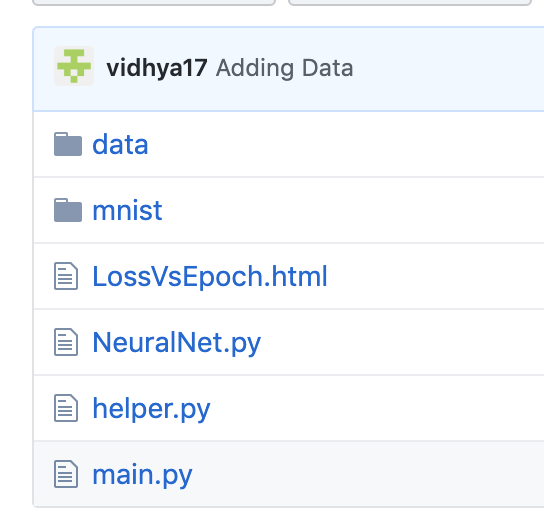 vidhya17 Adding Data
data
mnist
LossVsEpoch.html
NeuralNet.py
helper.py
main.py